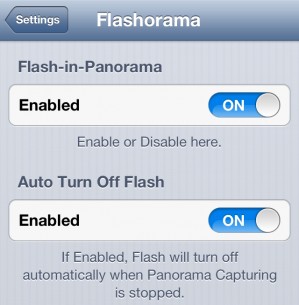 Settings
Flashorama
Flash-in-Panorama
Enabled ON
Enable or Disable here.
Auto Turn Off Flash
Enabled ON
If Enabled, Flash will turn off
automatically when Panorama Capturing
is stopped.